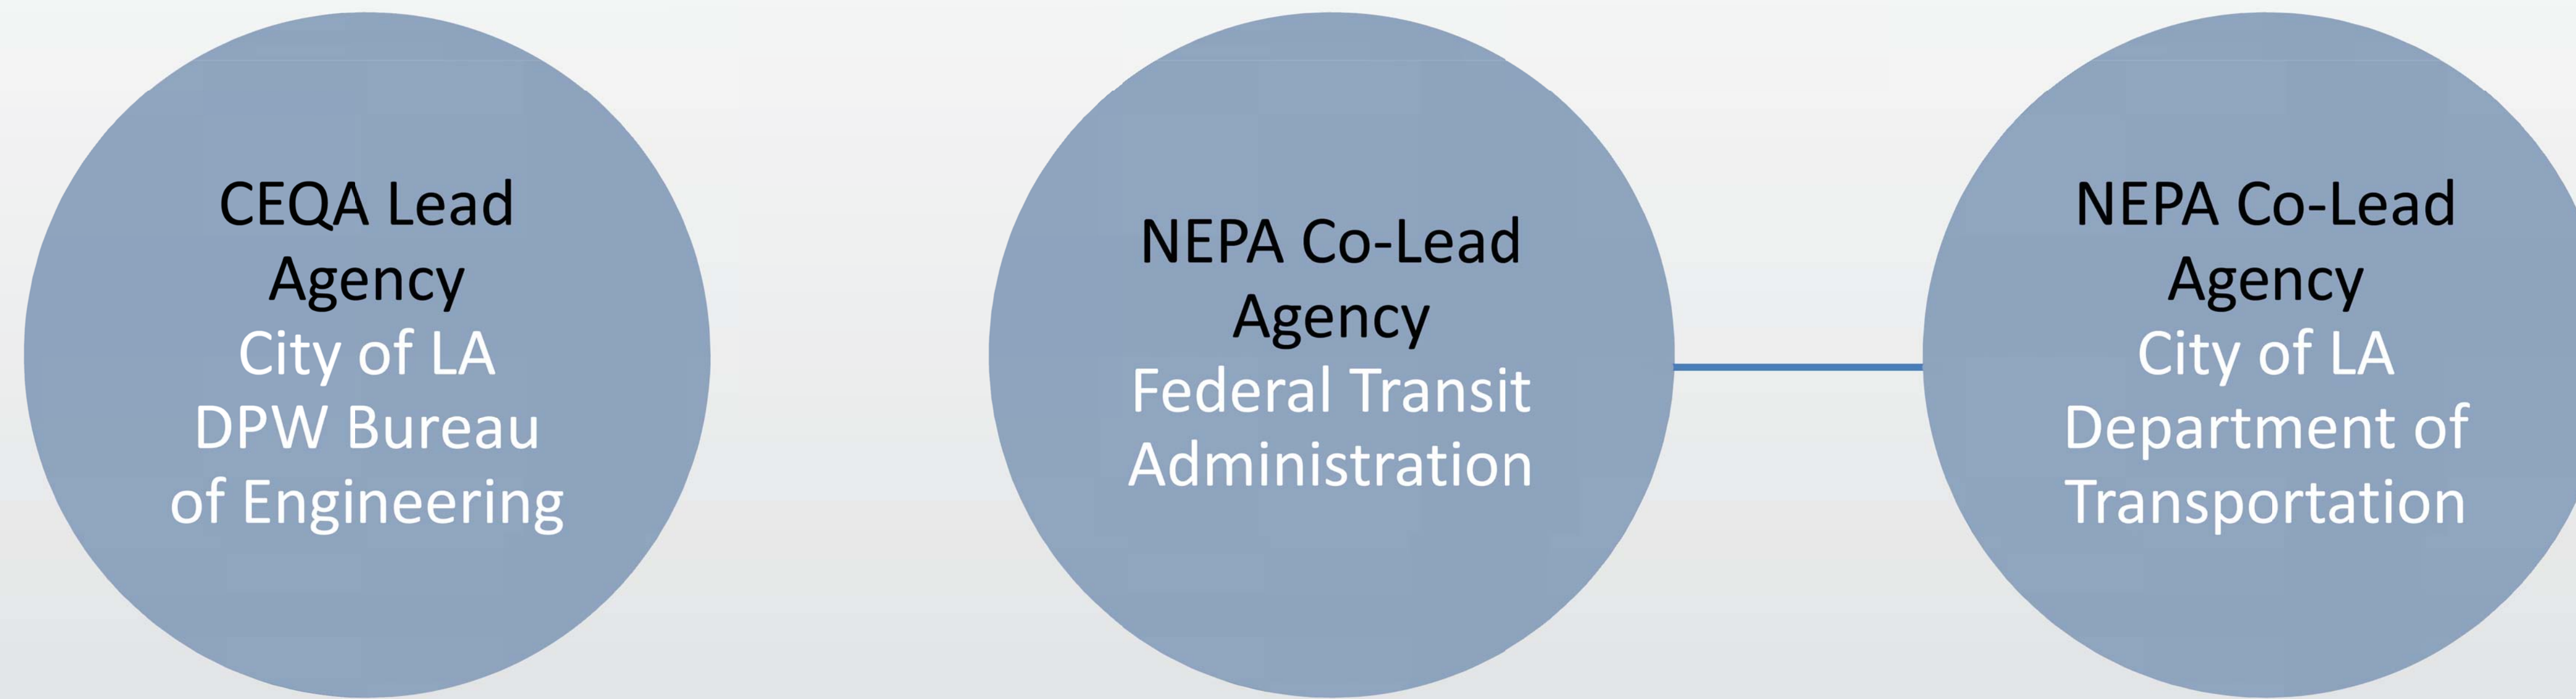 CEQA Lead
Agency
City of LA
DPW Bureau
of Engineering
NEPA Co-Lead
Agency
Federal Transit
Administration
NEPA Co-Lead
Agency
City of LA
Department of
Transportation